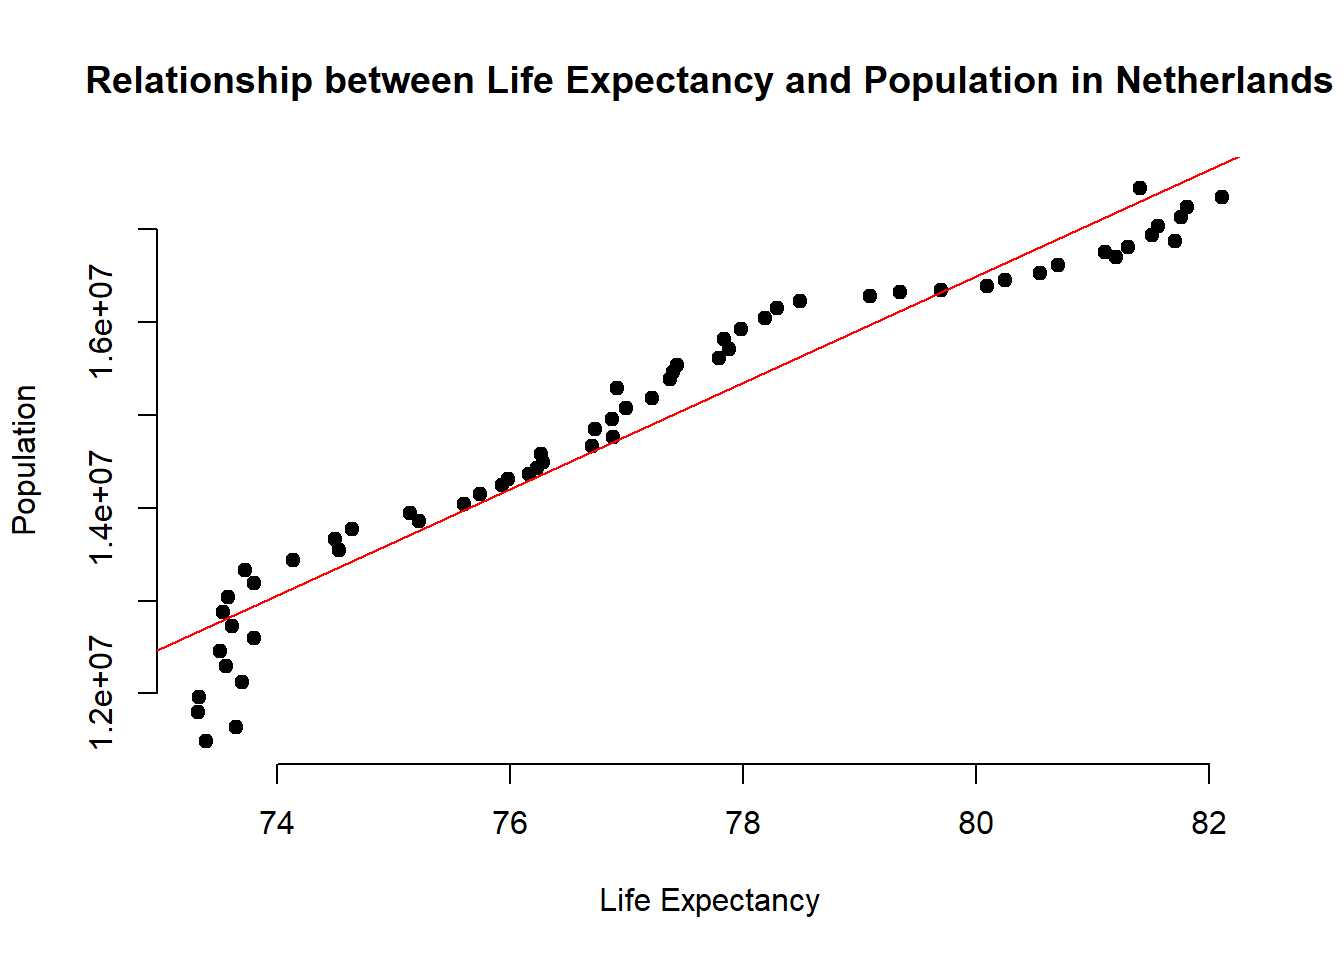 Relationship between Life Expectancy and Population in Netherlands
Population
1.6e+07
1.4e+07
1.2e+07
74 76 78 80 82
Life Expectancy